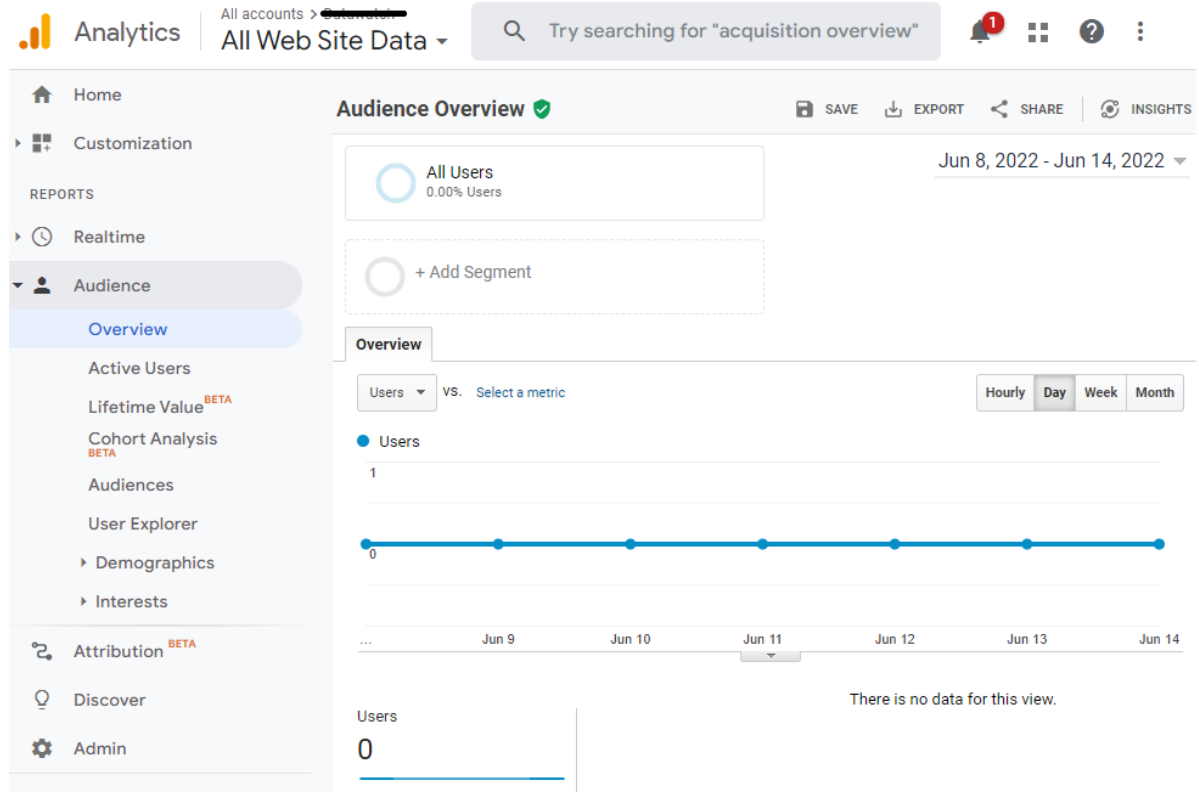 Analytics
All accounts >
All Web Site Data
Try searching for "acquisition overview"
1
Home
Customization
REPORTS
Realtime
Audience
Overview
Active Users
Lifetime Value BETA
Cohort Analysis
BETA
Audiences
User Explorer
Demographics
Interests
Attribution BETA
Discover
Admin
Audience Overview
SAVE
EXPORT
SHARE
INSIGHTS
All Users
0.00% Users
Jun 8, 2022 - Jun 14, 2022
+ Add Segment
Overview
Users VS. Select a metric
Hourly Day Week Month
Users
1
0
... Jun 9 Jun 10 Jun 11 Jun 12 Jun 13 Jun 14
There is no data for this view.
Users
0